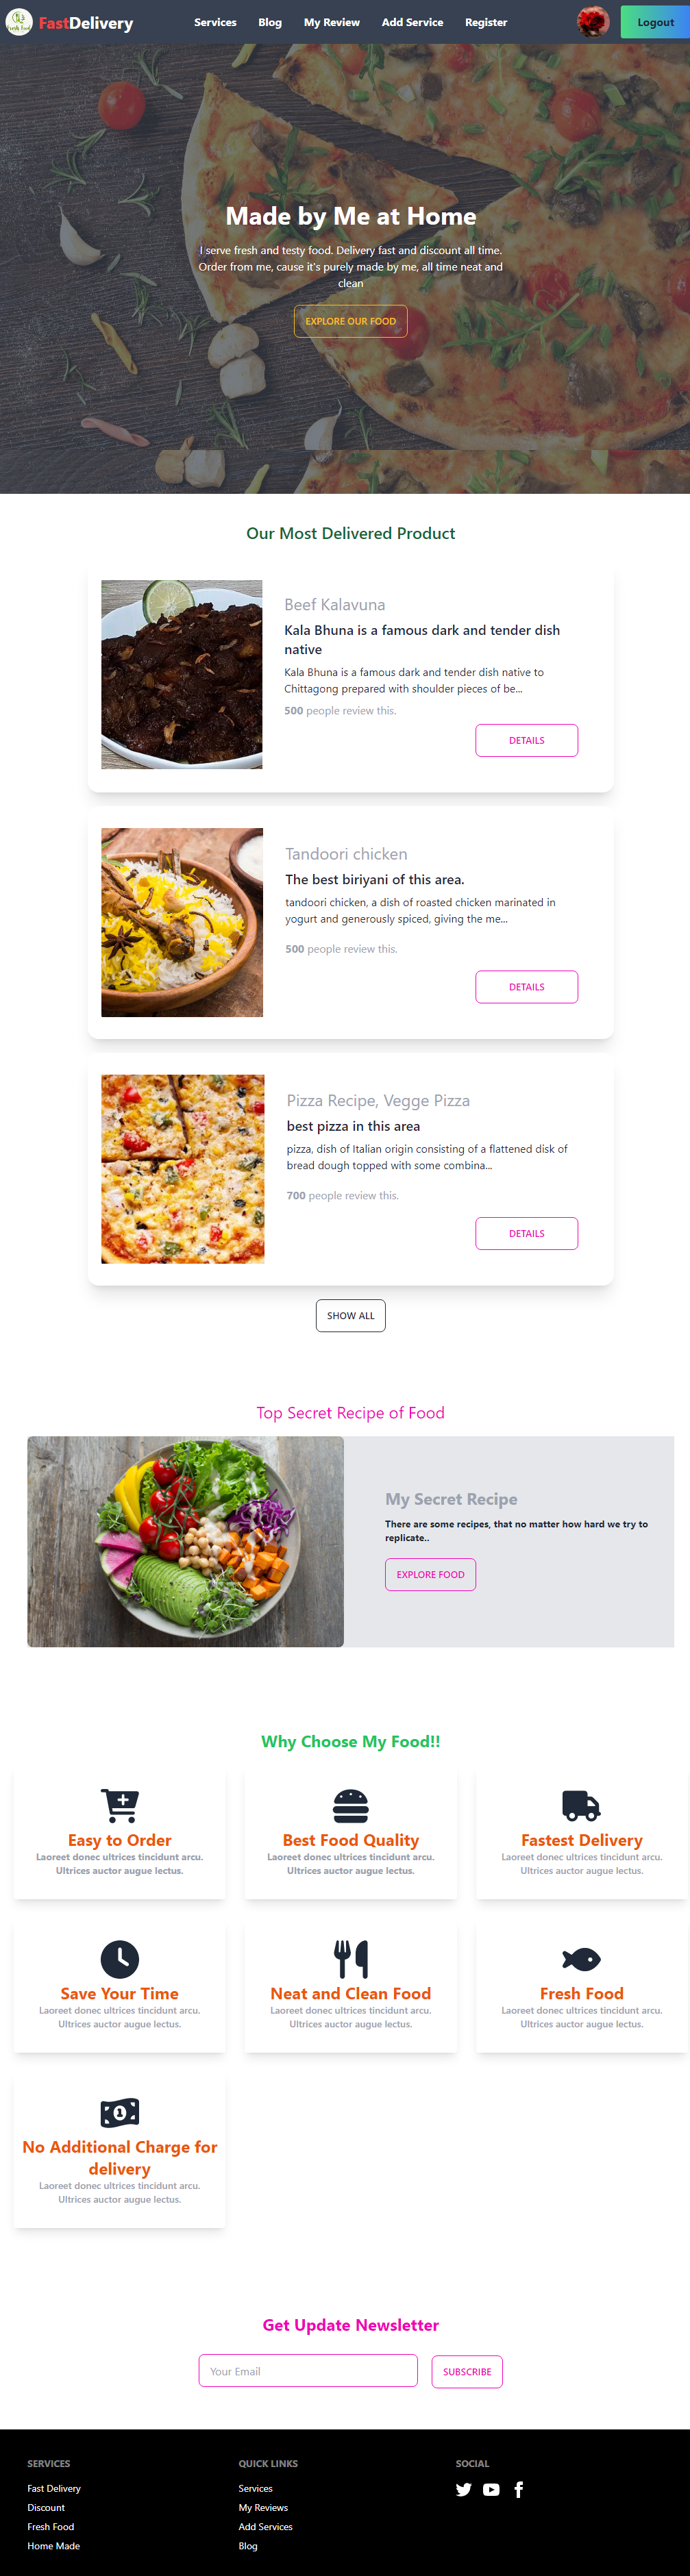 FastDelivery
Services Blog My Review Add Service Register
Logout
Made by Me at Home
I serve fresh and testy food. Delivery fast and discount all time.
Order from me, cause it's purely made by me, all time neat and
clean
EXPLORE OUR FOOD
Our Most Delivered Product
Beef Kalavuna
Kala Bhuna is a famous dark and tender dish
native
Kala Bhuna is a famous dark and tender dish native to
Chittagong prepared with shoulder pieces of be...
500 people review this.
DETAILS
Tandoori chicken
The best biriyani of this area.
tandoori chicken, a dish of roasted chicken marinated in
yogurt and generously spiced, giving the me...
500 people review this.
DETAILS
Pizza Recipe, Vegge Pizza
best pizza in this area
pizza, dish of Italian origin consisting of a flattened disk of
bread dough topped with some combina...
700 people review this.
DETAILS
SHOW ALL
Top Secret Recipe of Food
My Secret Recipe
There are some recipes, that no matter how hard we try to
replicate..
EXPLORE FOOD
Why Choose My Food!!
Easy to Order
Laoreet donec ultrices tincidunt arcu.
Ultrices auctor augue lectus.
Best Food Quality
Laoreet donec ultrices tincidunt arcu.
Ultrices auctor augue lectus.
Fastest Delivery
Laoreet donec ultrices tincidunt arcu.
Ultrices auctor augue lectus.
Save Your Time
Laoreet donec ultrices tincidunt arcu.
Ultrices auctor augue lectus.
Neat and Clean Food
Laoreet donec ultrices tincidunt arcu.
Ultrices auctor augue lectus.
Fresh Food
Laoreet donec ultrices tincidunt arcu.
Ultrices auctor augue lectus.
1
No Additional Charge for
delivery
Laoreet donec ultrices tincidunt arcu.
Ultrices auctor augue lectus.
Get Update Newsletter
Your Email
SUBSCRIBE
SERVICES
Fast Delivery
Discount
Fresh Food
Home Made
QUICK LINKS
Services
My Reviews
Add Services
Blog
SOCIAL